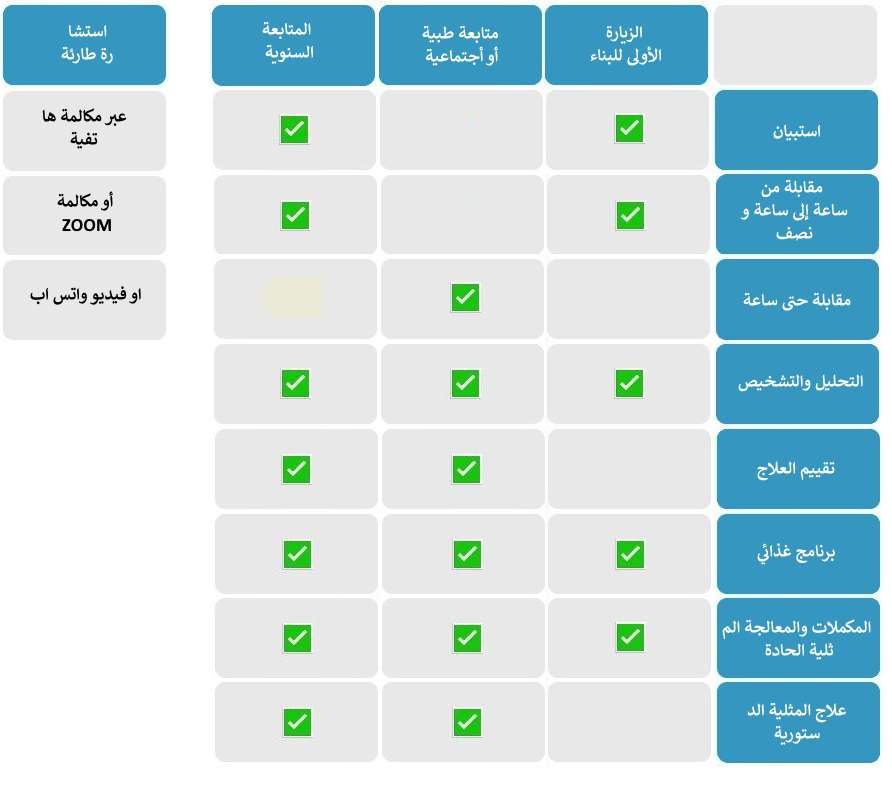 الزيارة
الأولى للبناء
متابعة طبية
أو أجتماعية
المتابعة
السنوية
استشا
رة طارئة
استبيان
عبر مكالمة ها
تفية
مقابلة من
ساعة إلى ساعة و
نصف
أو مكالمة
ZOOM
مقابلة حتى ساعة
او فيديو واتس اب
التحليل والتشخيص
تقييم العلاج
برنامج غذائي
المكملات والمعالجة الم
ثلية الحادة
علاج المثلية الد
ستورية